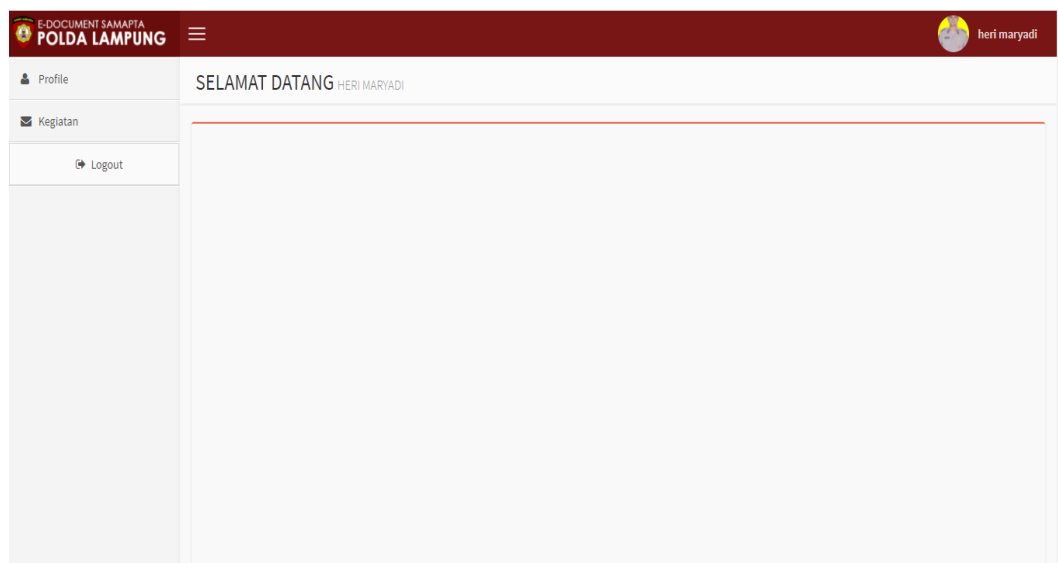 E-DOCUMENT SAMAPTA
POLDA LAMPUNG
heri maryadi
Profile
Kegiatan
Logout
SELAMAT DATANG HERI MARYADI